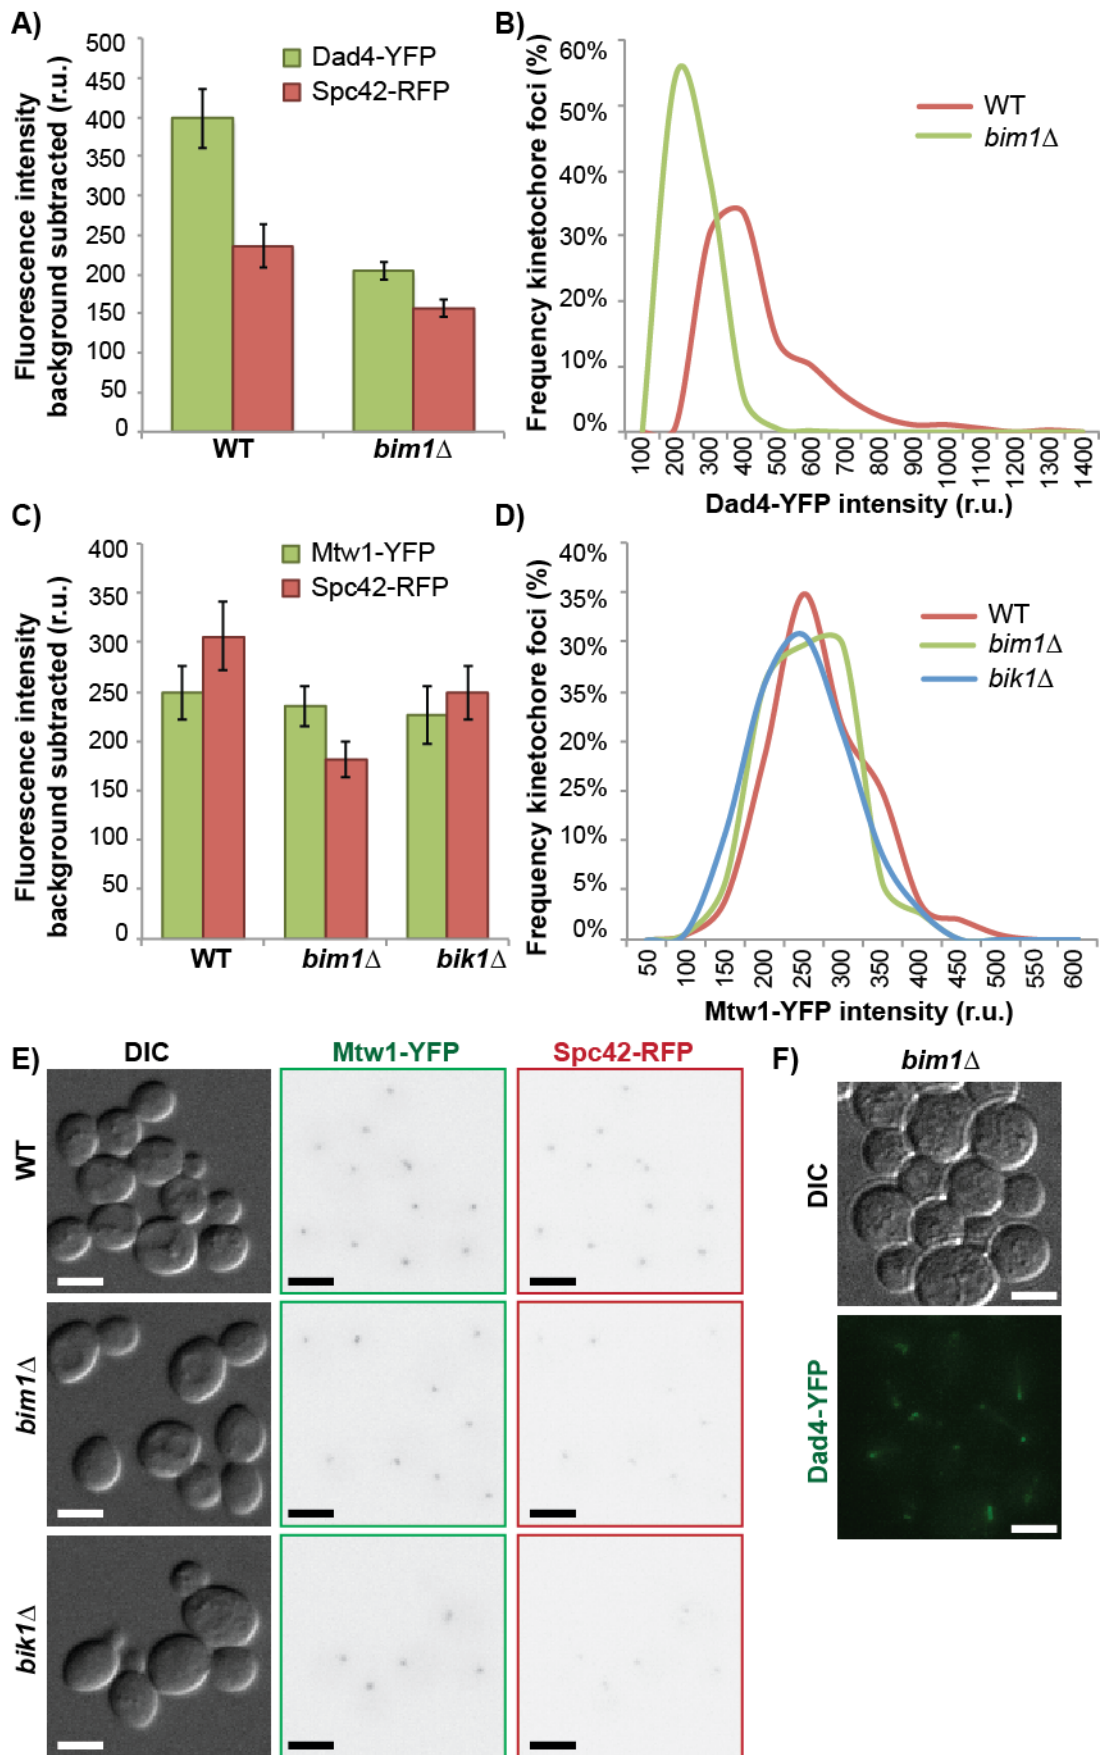 A)
Fluorescence intensity
background subtracted (r.u.)
500
450
400
350
300
250
200
150
100
50
0
Dad4-YFP
Spc42-RFP
WT
bim1Δ
B)
Frequency kinetochore foci (%)
60%
50%
40%
30%
20%
10%
0%
WT
bim1Δ
100
200
300
400
500
600
700
800
900
1000
1100
1200
1300
1400
Dad4-YFP intensity (r.u.)
C)
Fluorescence intensity
background subtracted (r.u.)
400
350
300
250
200
150
100
50
0
Mtw1-YFP
Spc42-RFP
WT
bim1Δ
bik1Δ
D)
Frequency kinetochore foci (%)
40%
35%
30%
35%
20%
25%
10%
5%
0%
WT
bim1Δ
bik1Δ
50
100
150
200
250
300
350
400
450
500
550
600
Mtw1-YFP intensity (r.u.)
E)
DIC
Mtw1-YFP
Spc42-RFP
WT
bim1Δ
bik1Δ
F)
bim1Δ
DIC
Dad4-YFP